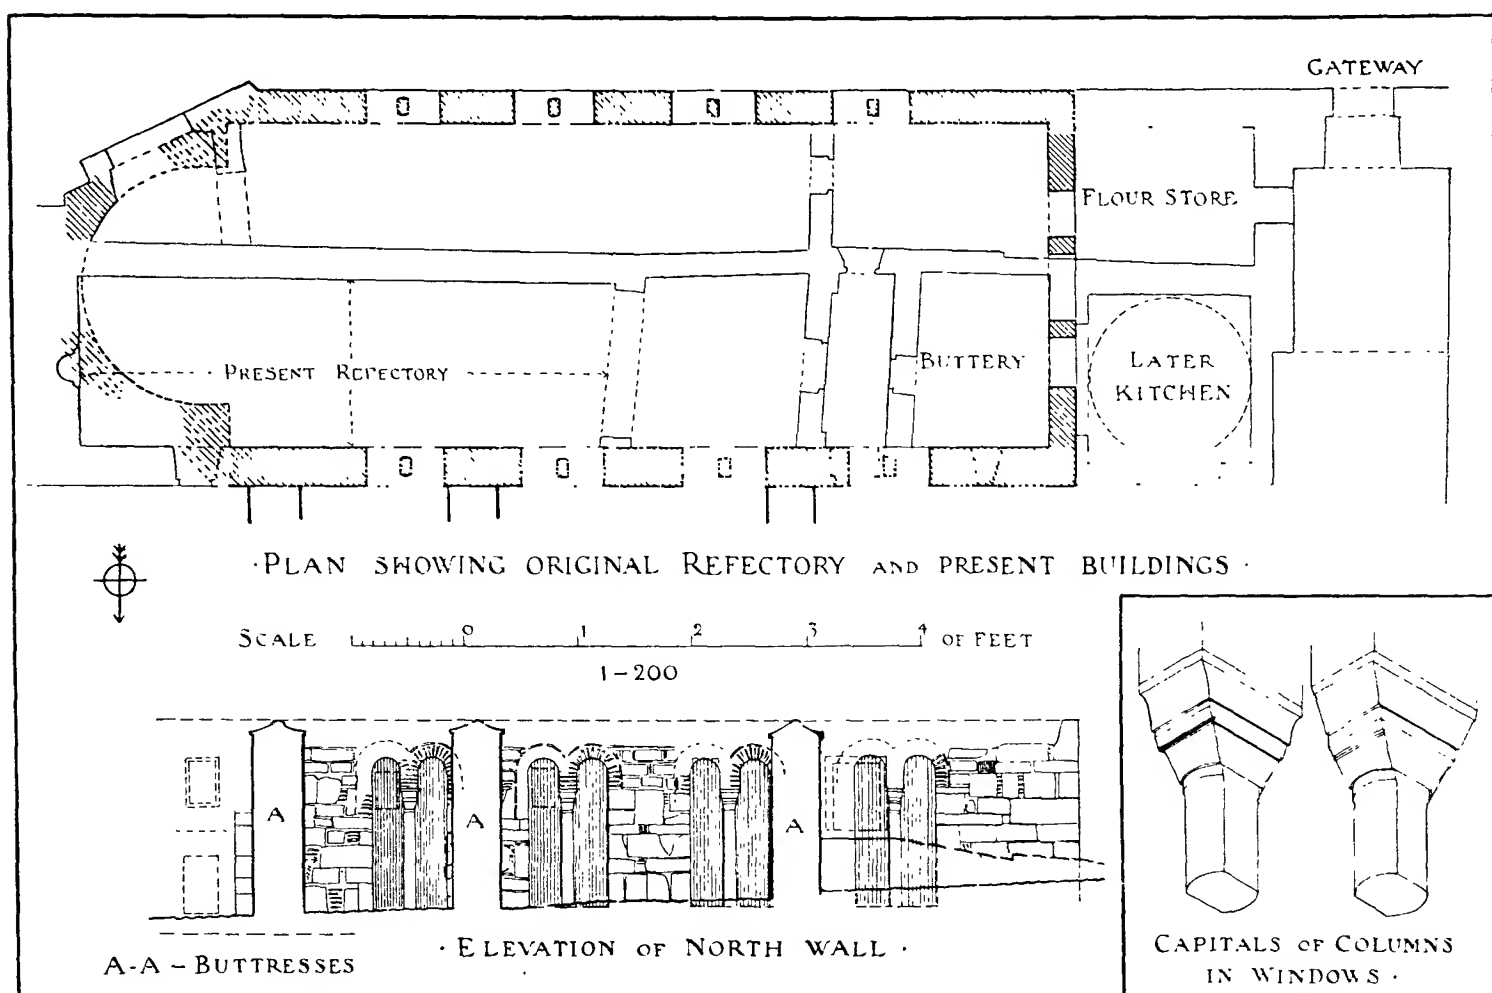 GATEWAY
FLOUR STORE
PRESENT REFECTORY
BUTTERY
LATER
KITCHEN
· PLAN SHOWING ORIGINAL REFECTORY AND PRESENT BUILDINGS ·
SCALE 0 1 2 3 4 OF FEET
1-200
A A A
· ELEVATION OF NORTH WALL ·
A-A - BUTTRESSES
CAPITALS OF COLUMNS
IN WINDOWS ·